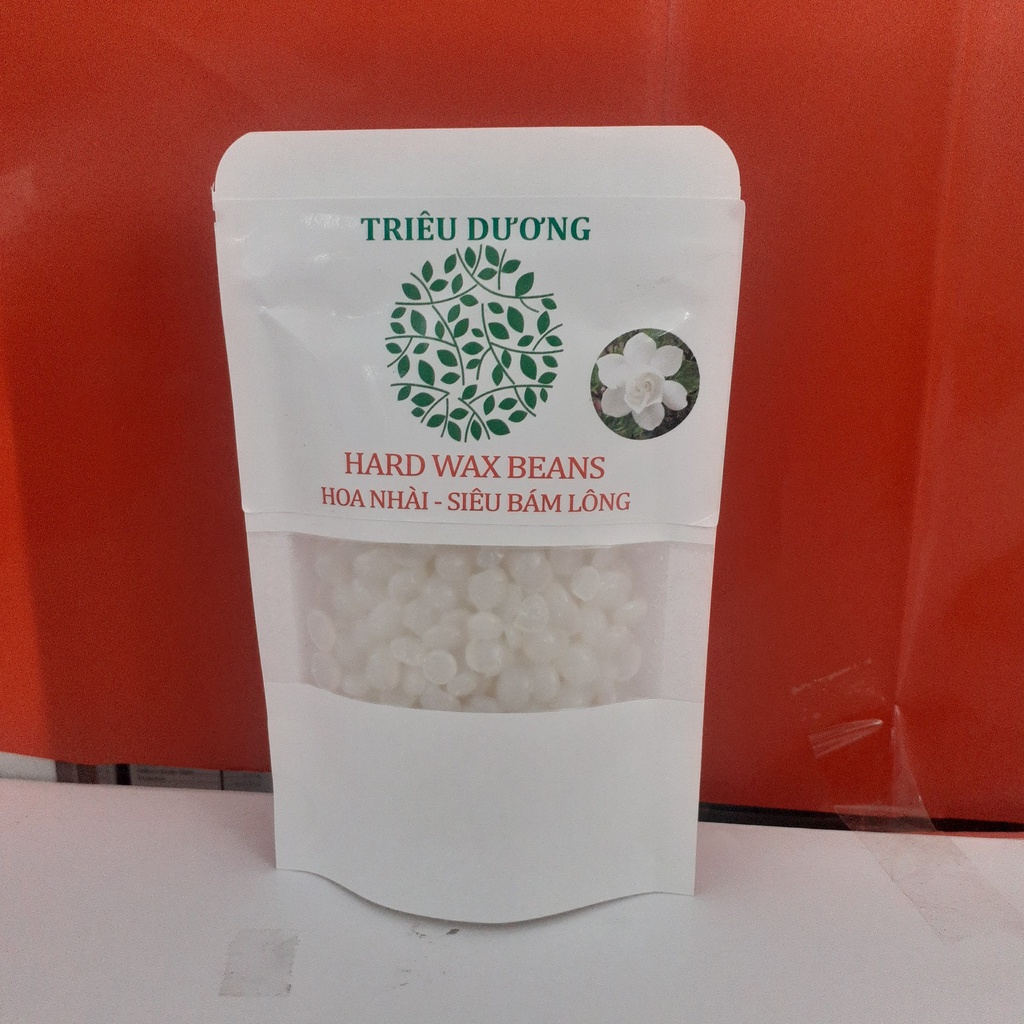 TRIÊU DƯƠNG
HARD WAX BEANS
HOA NHÀI - SIÊU BÁM LÔNG